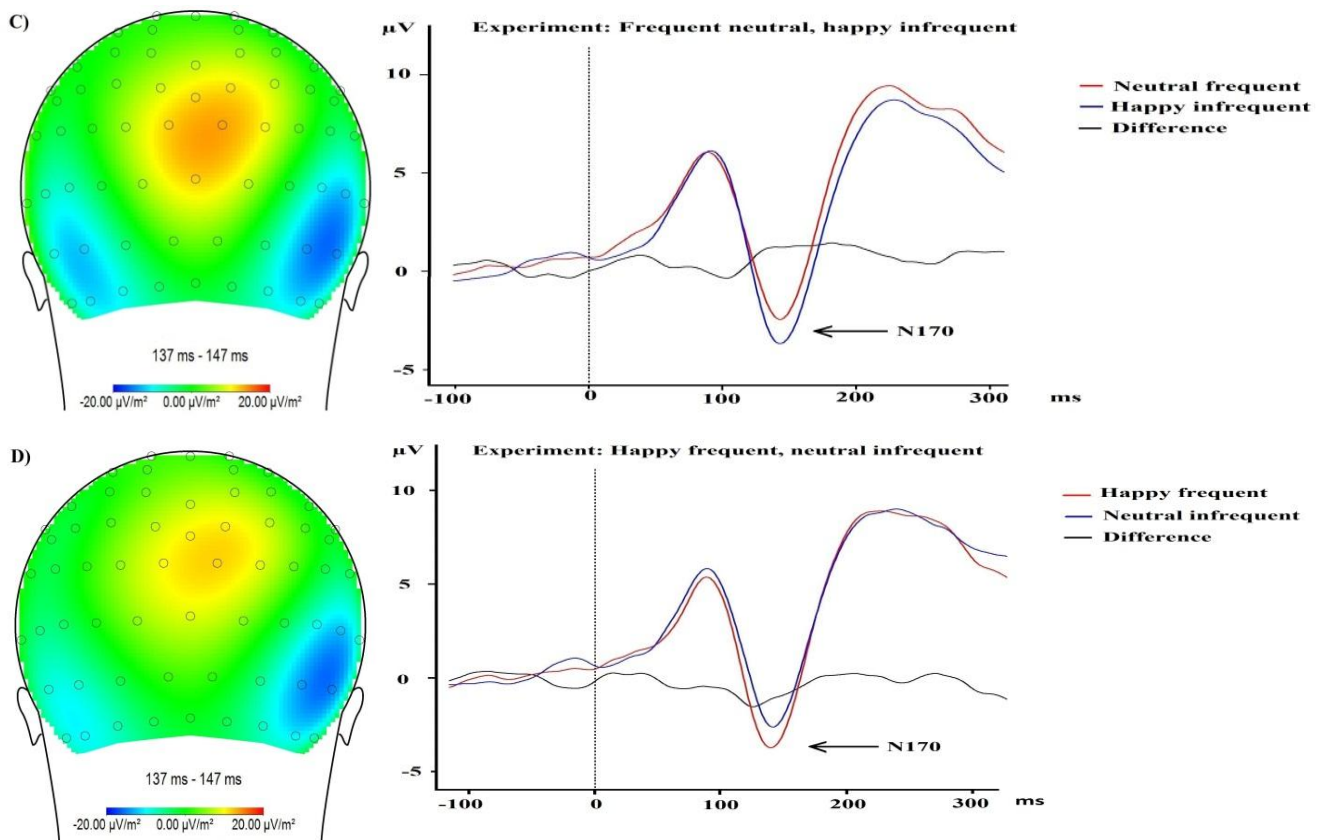 C)
µV Experiment: Frequent neutral, happy infrequent
10
5
0
-5
-100 0 100 200 300 ms
Neutral frequent
Happy infrequent
Difference
N170
137 ms - 147 ms
-20.00 µV/m² 0.00 µV/m² 20.00 µV/m²
D)
µV Experiment: Happy frequent, neutral infrequent
10
5
0
-5
-100 0 100 200 300 ms
Happy frequent
Neutral infrequent
Difference
N170
137 ms - 147 ms
-20.00 µV/m² 0.00 µV/m² 20.00 µV/m²